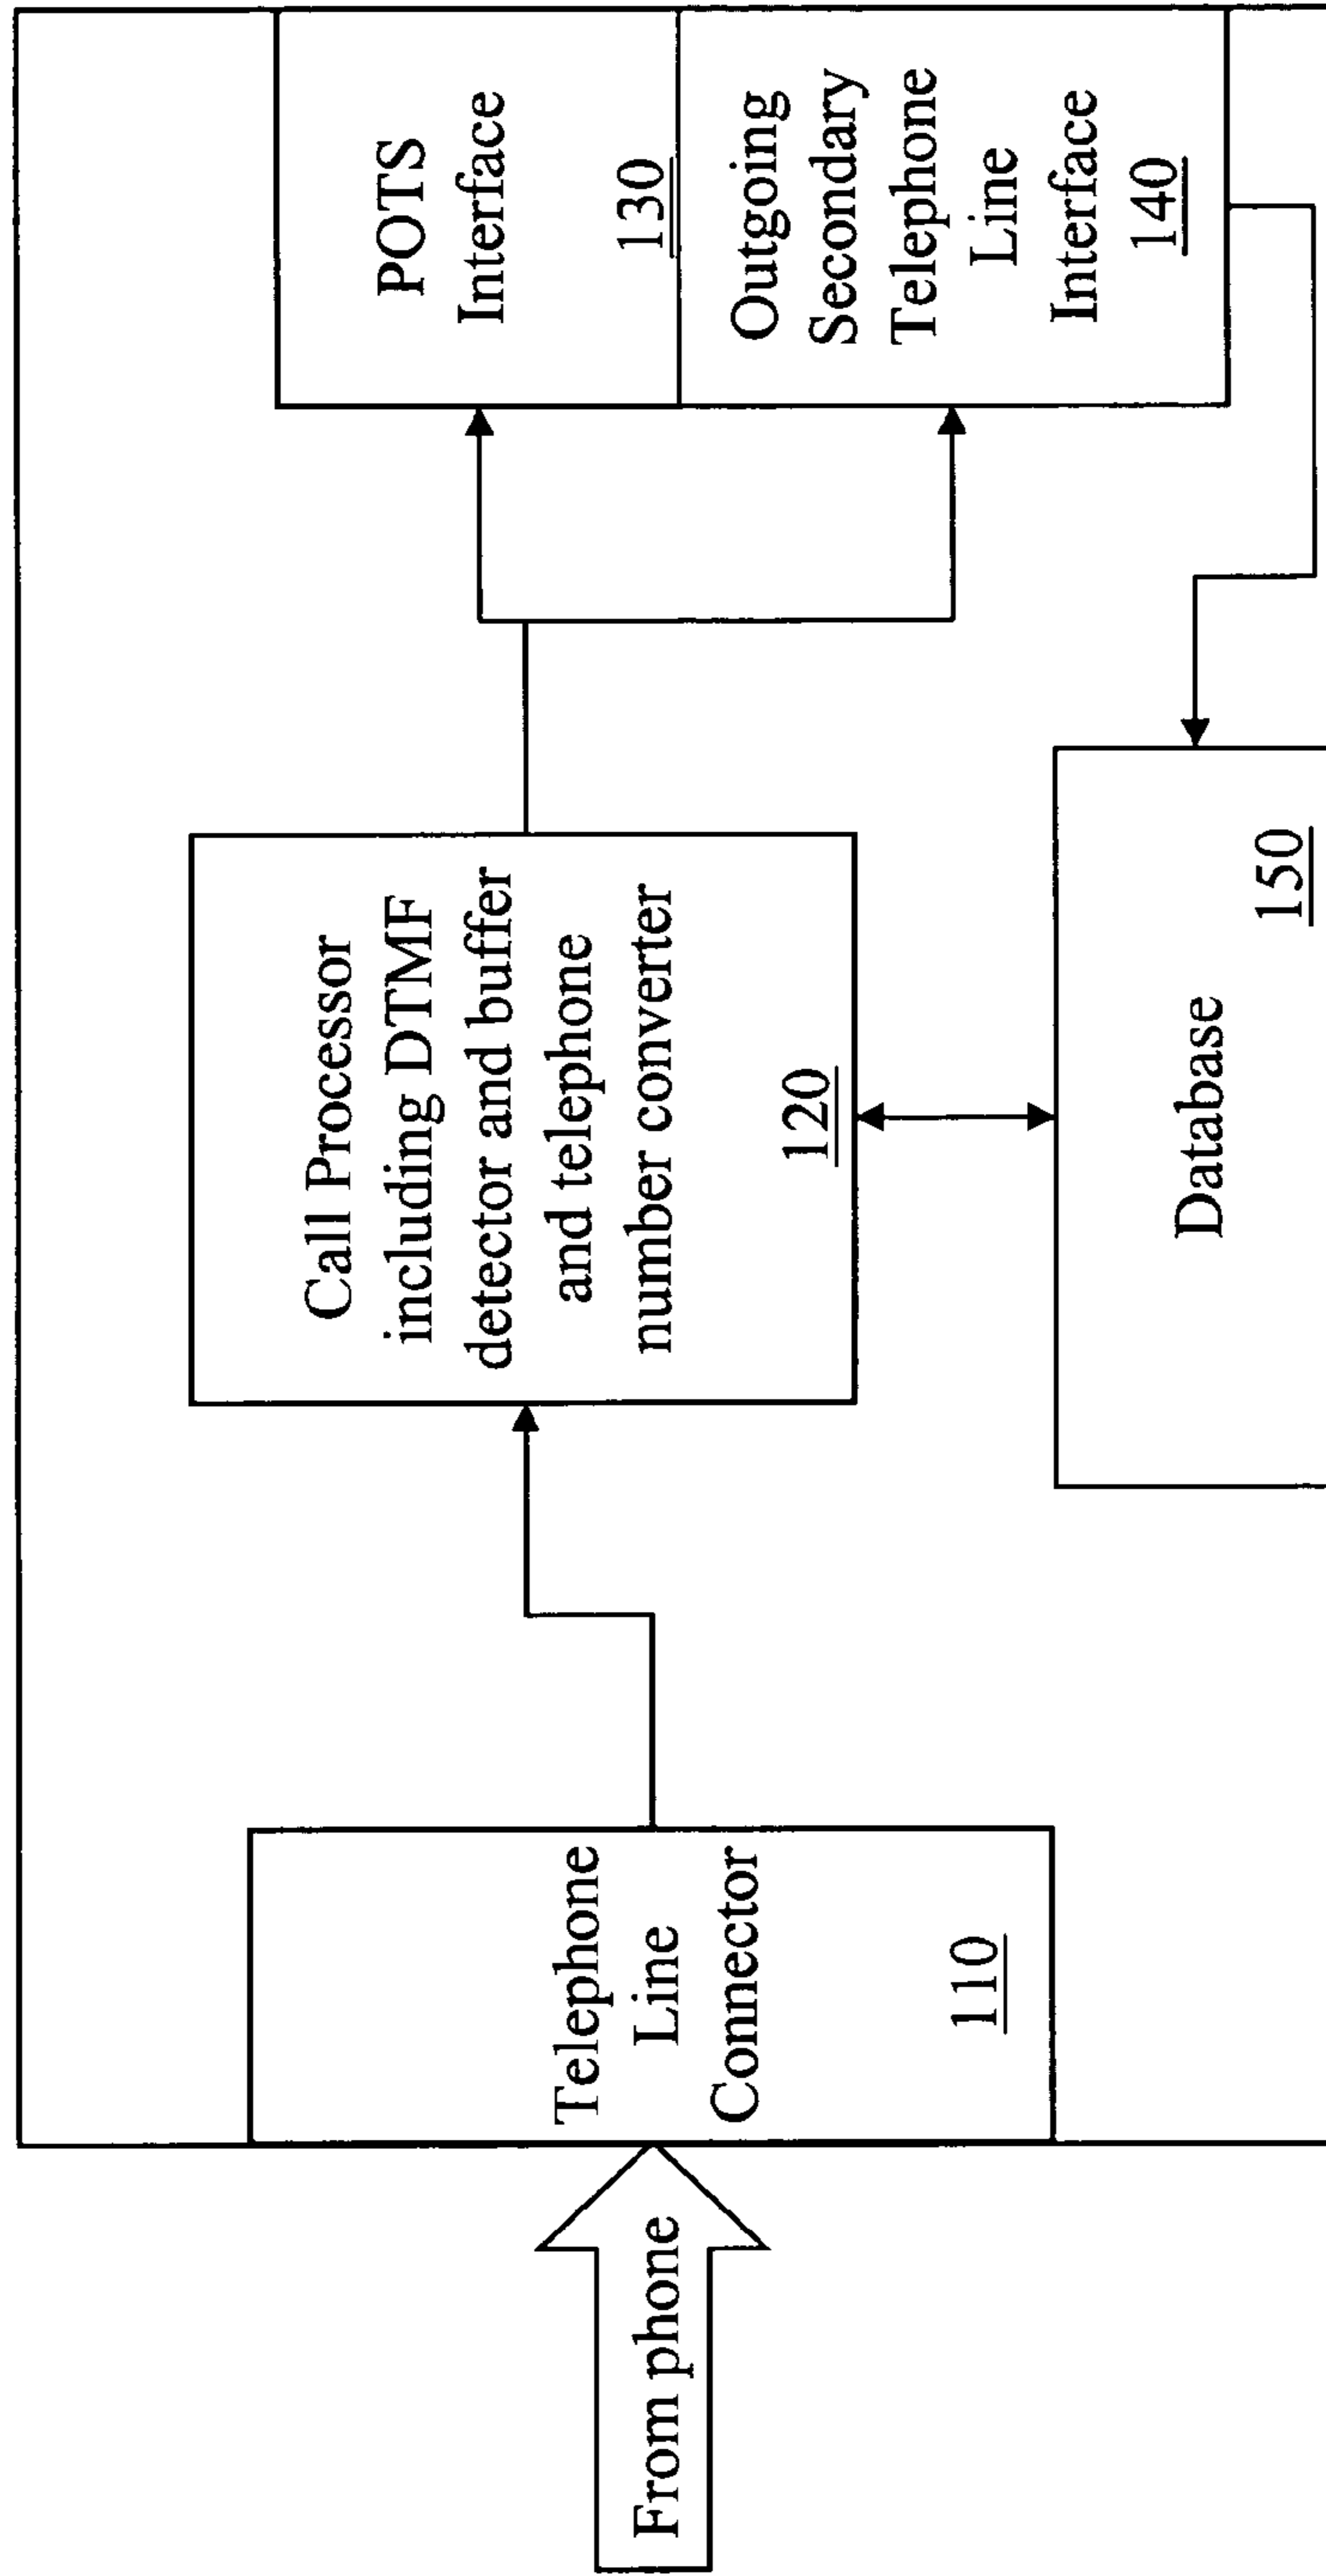 From phone
Telephone
Line
Connector
110
Call Processor
including DTMF
detector and buffer
and telephone
number converter
120
POTS
Interface
130
Outgoing
Secondary
Telephone
Line
Interface
140
Database
150